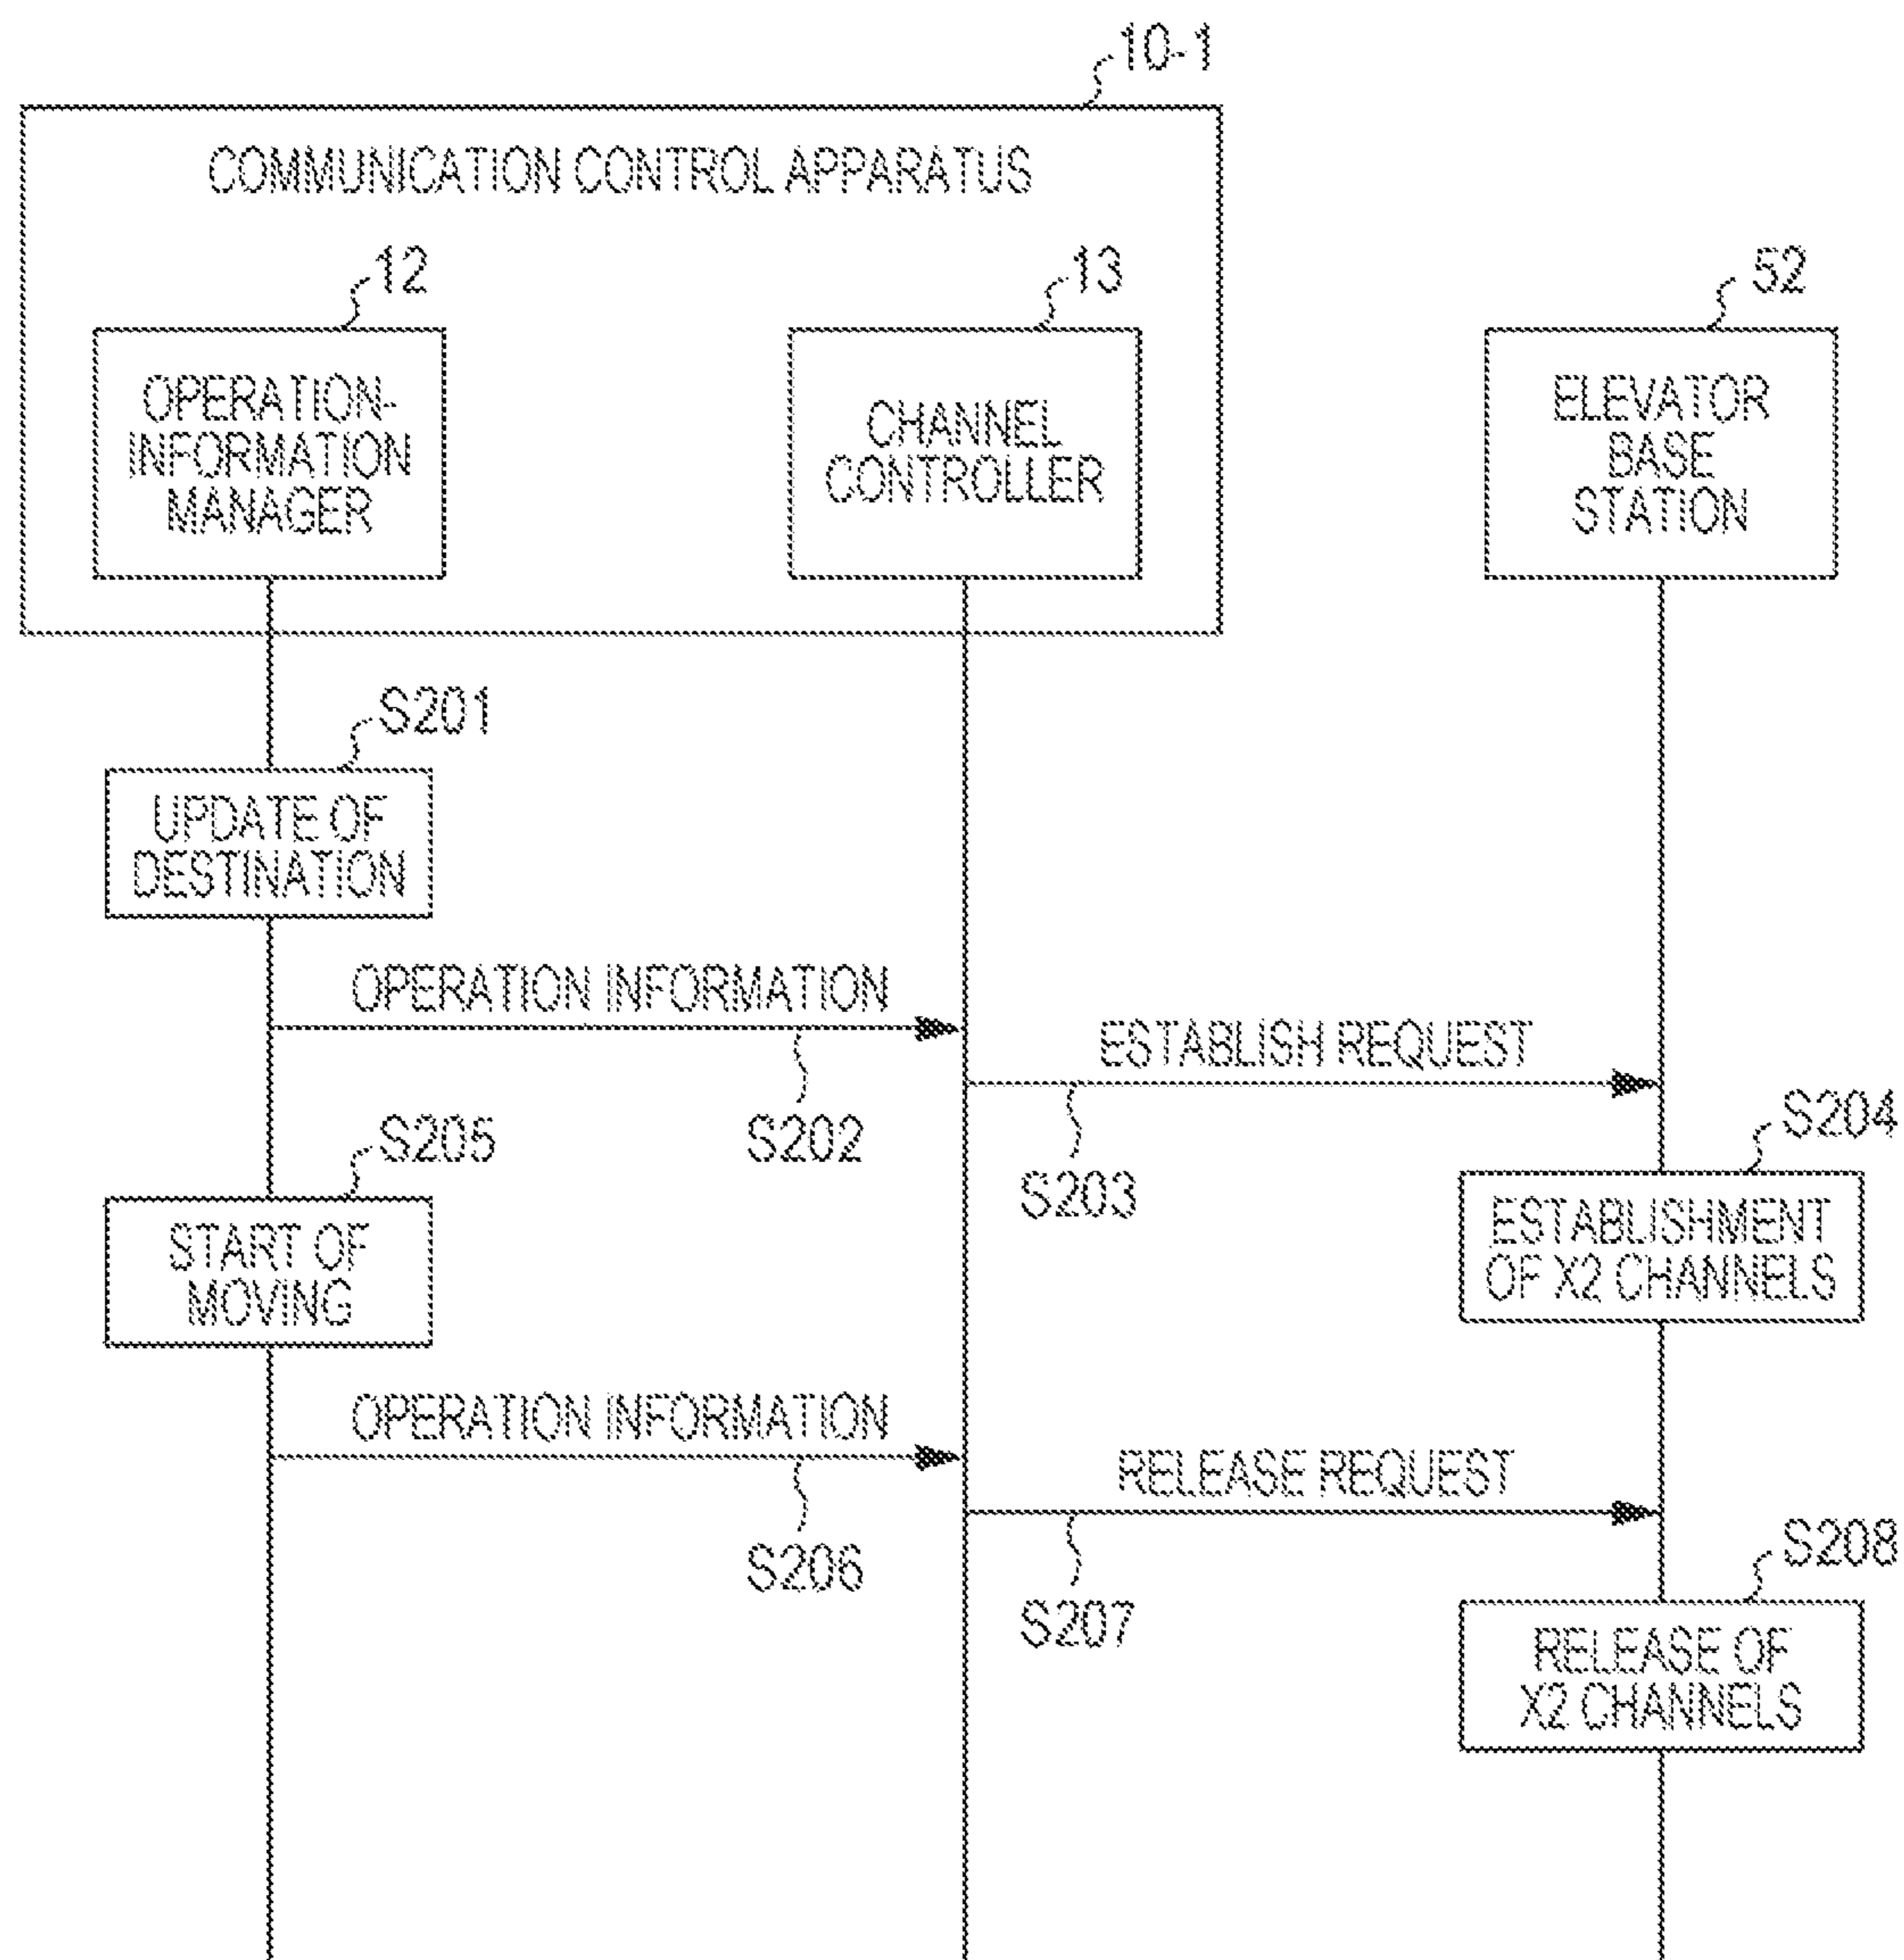 10-1
COMMUNICATION CONTROL APPARATUS
12
13
52
OPERATION-
INFORMATION
MANAGER
CHANNEL
CONTROLLER
ELEVATOR
BASE
STATION
S201
UPDATE OF
DESTINATION
OPERATION INFORMATION
S202
ESTABLISH REQUEST
S203
S204
ESTABLISHMENT
OF X2 CHANNELS
S205
START OF
MOVING
OPERATION INFORMATION
S206
RELEASE REQUEST
S207
S208
RELEASE OF
X2 CHANNELS